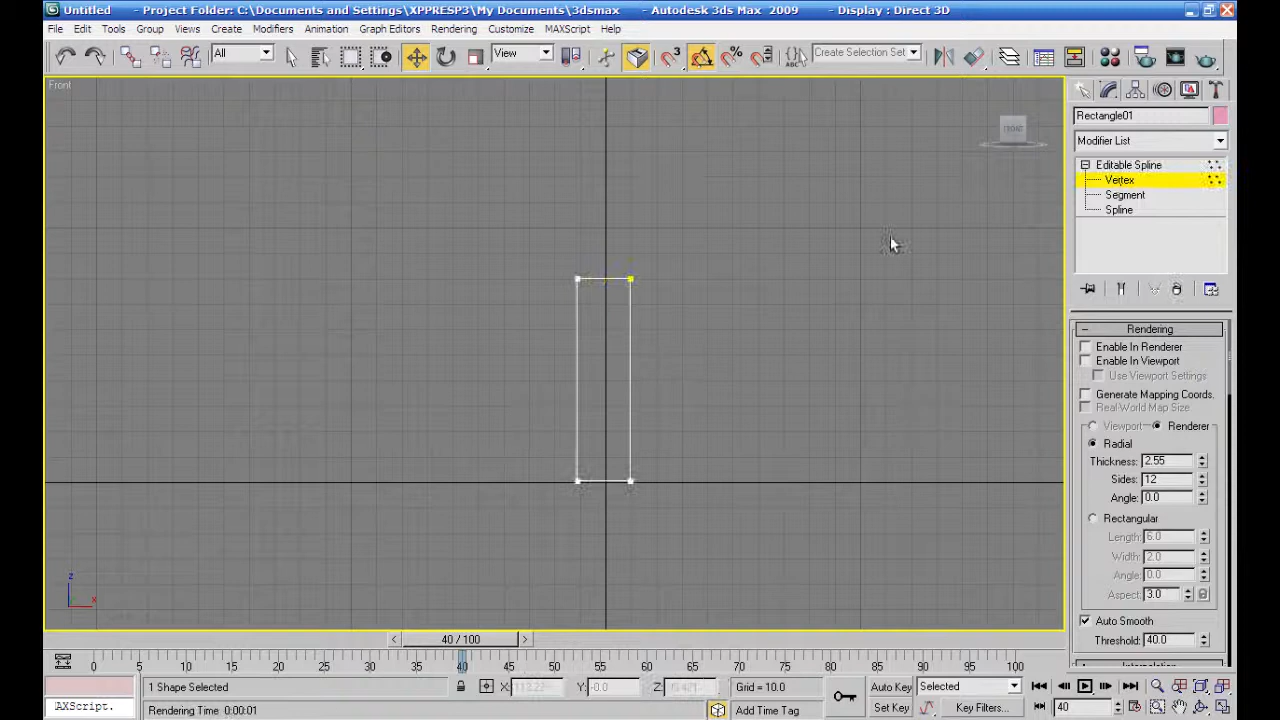 Untitled - Project Folder: C:\Documents and Settings\XPPRESP3\My Documents\3dsmax - Autodesk 3ds Max 2009 - Display : Direct 3D
File Edit Tools Group Views Create Modifiers Animation Graph Editors Rendering Customize MAXScript Help
All View 3 % ABC Create Selection Set
Front
FRONT
Rectangle01
Modifier List
Editable Spline
Vertex
Segment
Spline
Rendering
Enable In Renderer
Enable In Viewport
Use Viewport Settings
Generate Mapping Coords.
Real-World Map Size
Viewport Renderer
Radial
Thickness: 2.55
Sides: 12
Angle: 0.0
Rectangular
Length: 6.0
Width: 2.0
Angle: 0.0
Aspect: 3.0
Auto Smooth
Threshold: 40.0
z
x
< 40 / 100 >
0 5 10 15 20 25 30 35 40 45 50 55 60 65 70 75 80 85 90 95 100
1 Shape Selected X: Y: -0.0 Z: Grid = 10.0 Auto Key Selected
AXScript. Rendering Time: 0:00:01 Add Time Tag Set Key Key Filters... 40